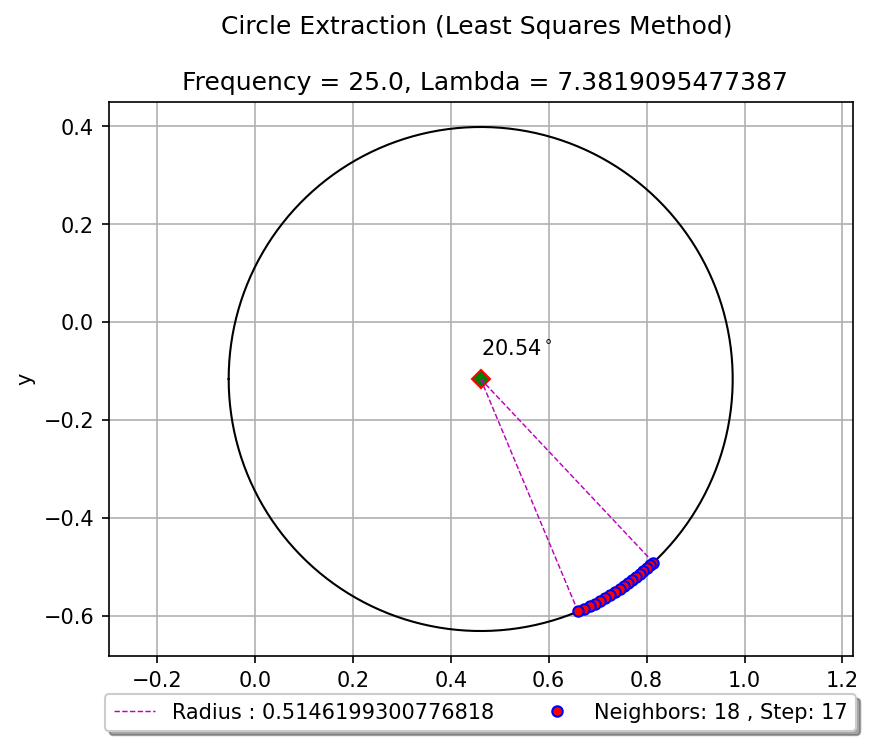 Circle Extraction (Least Squares Method)
Frequency = 25.0, Lambda = 7.3819095477387
0.4
0.2
0.0
−0.2
−0.4
−0.6
y
20.54°
−0.2 0.0 0.2 0.4 0.6 0.8 1.0 1.2
Radius : 0.5146199300776818 Neighbors: 18 , Step: 17